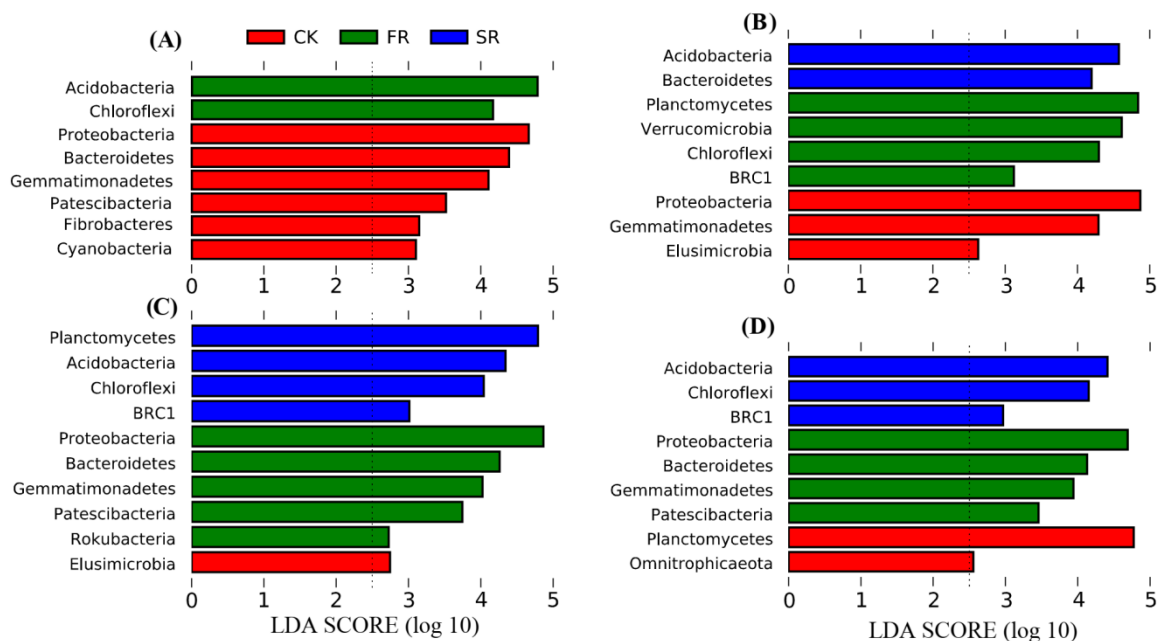 (A)
CK FR SR
Acidobacteria
Chloroflexi
Proteobacteria
Bacteroidetes
Gemmatimonadetes
Patescibacteria
Fibrobacteres
Cyanobacteria
0 1 2 3 4 5
(B)
Acidobacteria
Bacteroidetes
Planctomycetes
Verrucomicrobia
Chloroflexi
BRC1
Proteobacteria
Gemmatimonadetes
Elusimicrobia
0 1 2 3 4 5
(C)
Planctomycetes
Acidobacteria
Chloroflexi
BRC1
Proteobacteria
Bacteroidetes
Gemmatimonadetes
Patescibacteria
Rokubacteria
Elusimicrobia
0 1 2 3 4 5
LDA SCORE (log 10)
(D)
Acidobacteria
Chloroflexi
BRC1
Proteobacteria
Bacteroidetes
Gemmatimonadetes
Patescibacteria
Planctomycetes
Omnitrophicaeota
0 1 2 3 4 5
LDA SCORE (log 10)